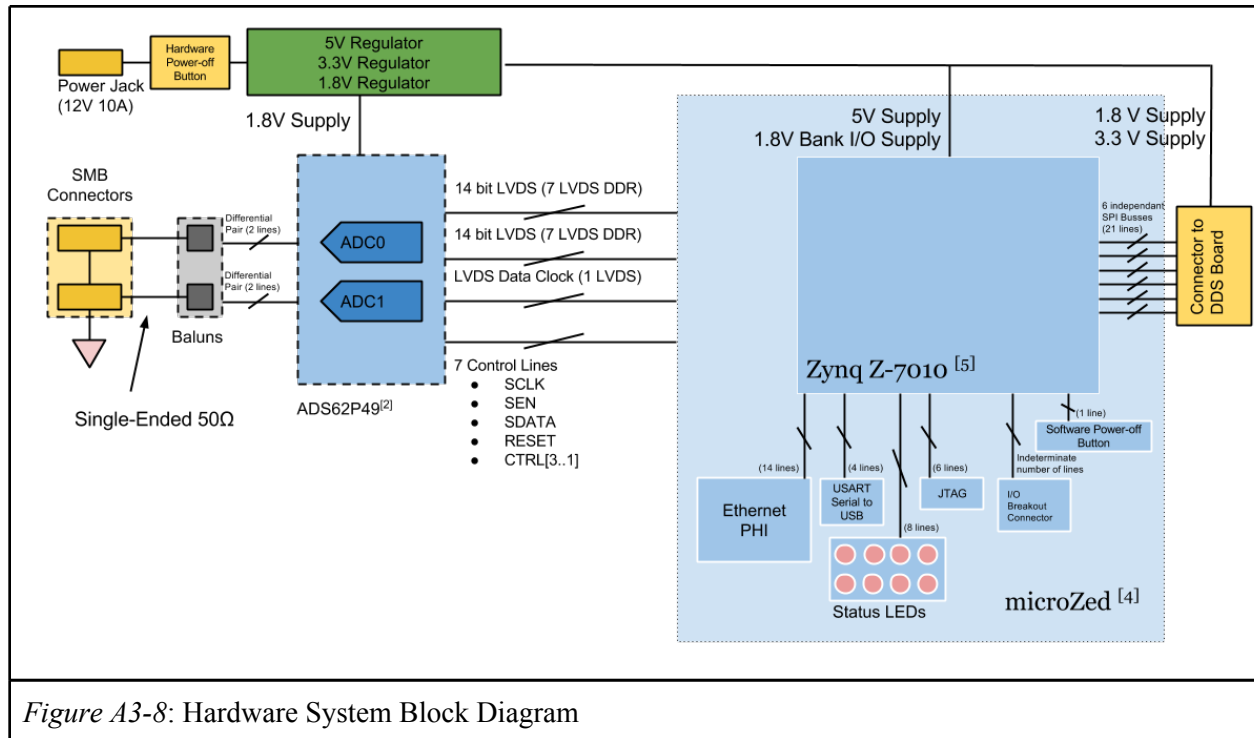 Hardware
Power-off
Button
5V Regulator
3.3V Regulator
1.8V Regulator
Power Jack
(12V 10A)
1.8V Supply
5V Supply
1.8V Bank I/O Supply
1.8 V Supply
3.3 V Supply
SMB
Connectors
Differential
Pair (2 lines)
Differential
Pair (2 lines)
Baluns
Single-Ended 50Ω
ADC0
ADC1
ADS62P49[2]
14 bit LVDS (7 LVDS DDR)
14 bit LVDS (7 LVDS DDR)
LVDS Data Clock (1 LVDS)
7 Control Lines
● SCLK
● SEN
● SDATA
● RESET
● CTRL[3..1]
Zynq Z-7010 [5]
6 independant
SPI Busses
(21 lines)
Connector to
DDS Board
(14 lines)
Ethernet
PHI
(4 lines)
USART
Serial to
USB
(8 lines)
Status LEDs
(6 lines)
JTAG
Indeterminate
number of lines
I/O
Breakout
Connector
(1 line)
Software Power-off
Button
microZed [4]
Figure A3-8: Hardware System Block Diagram